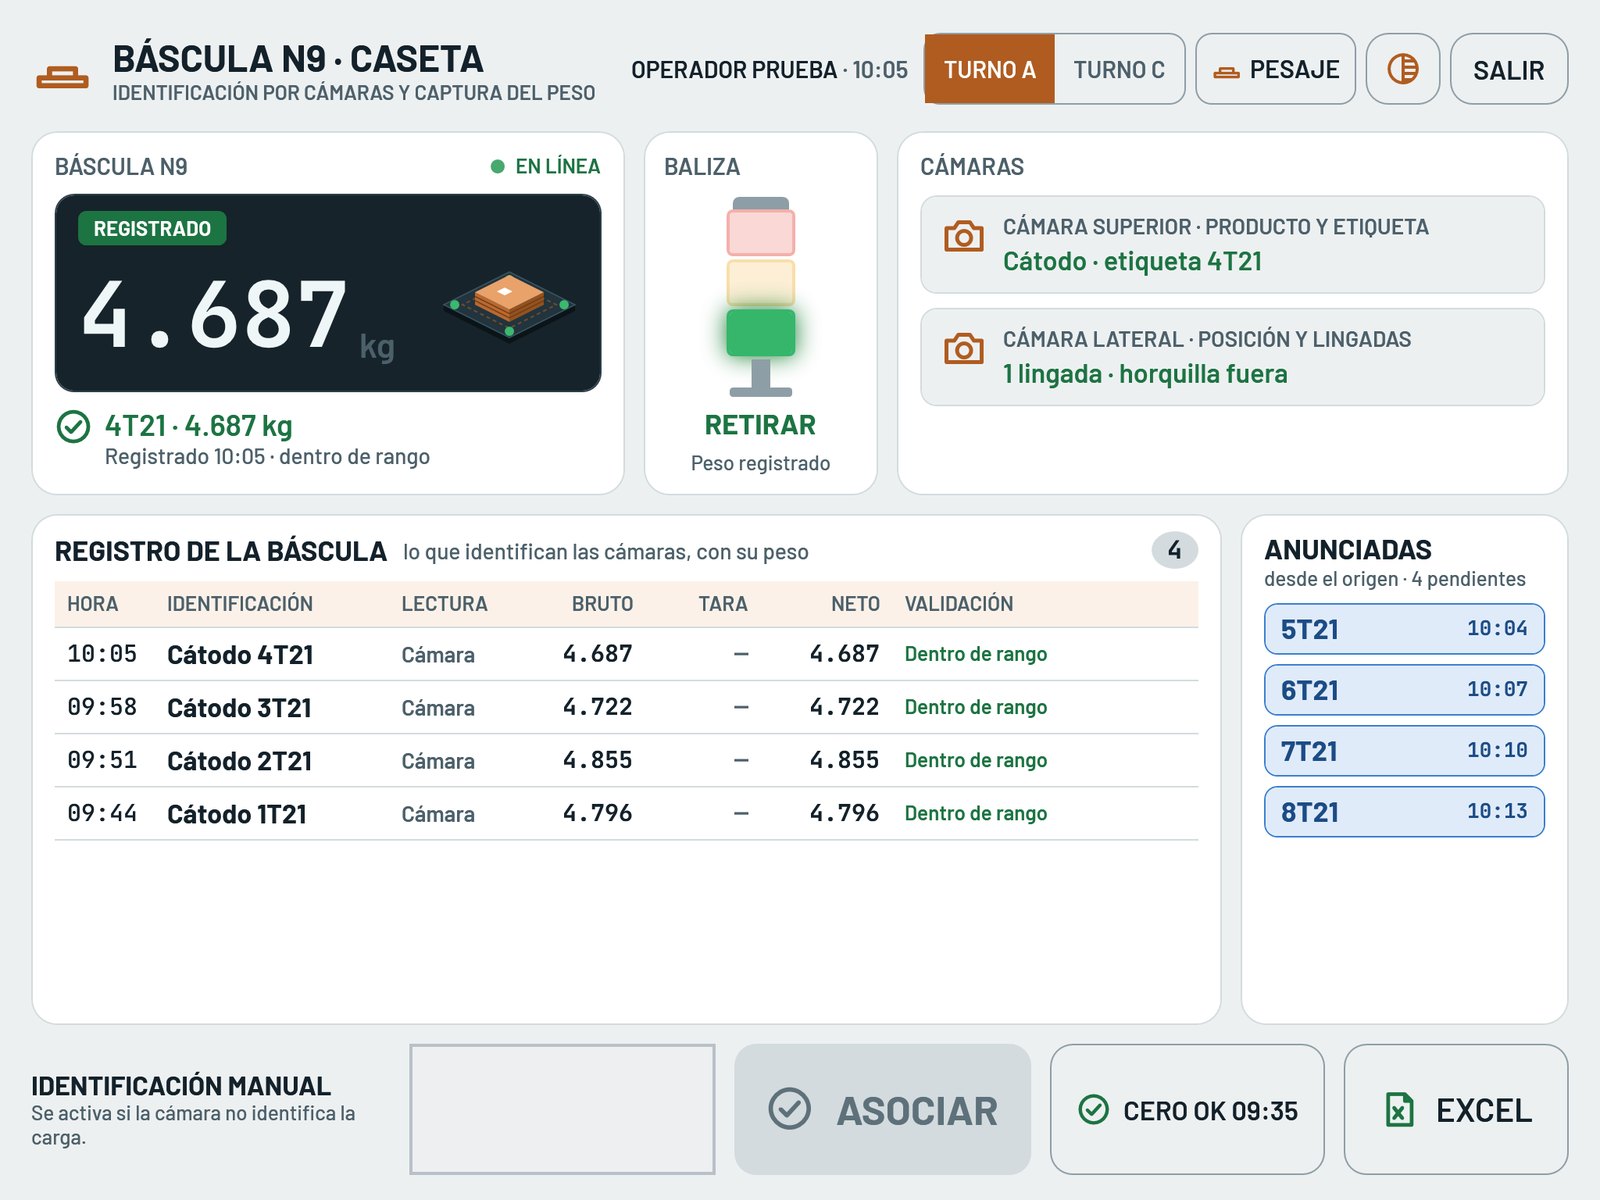 BÁSCULA N9 · CASETA
IDENTIFICACIÓN POR CÁMARAS Y CAPTURA DEL PESO
OPERADOR PRUEBA · 10:05
TURNO A
TURNO C
PESAJE
SALIR
BÁSCULA N9
EN LÍNEA
REGISTRADO
4.687 kg
4T21 · 4.687 kg
Registrado 10:05 · dentro de rango
BALIZA
RETIRAR
Peso registrado
CÁMARAS
CÁMARA SUPERIOR · PRODUCTO Y ETIQUETA
Cátodo · etiqueta 4T21
CÁMARA LATERAL · POSICIÓN Y LINGADAS
1 lingada · horquilla fuera
REGISTRO DE LA BÁSCULA lo que identifican las cámaras, con su peso 4
HORA IDENTIFICACIÓN LECTURA BRUTO TARA NETO VALIDACIÓN
10:05 Cátodo 4T21 Cámara 4.687 — 4.687 Dentro de rango
09:58 Cátodo 3T21 Cámara 4.722 — 4.722 Dentro de rango
09:51 Cátodo 2T21 Cámara 4.855 — 4.855 Dentro de rango
09:44 Cátodo 1T21 Cámara 4.796 — 4.796 Dentro de rango
ANUNCIADAS
desde el origen · 4 pendientes
5T21 10:04
6T21 10:07
7T21 10:10
8T21 10:13
IDENTIFICACIÓN MANUAL
Se activa si la cámara no identifica la
carga.
ASOCIAR
CERO OK 09:35
EXCEL